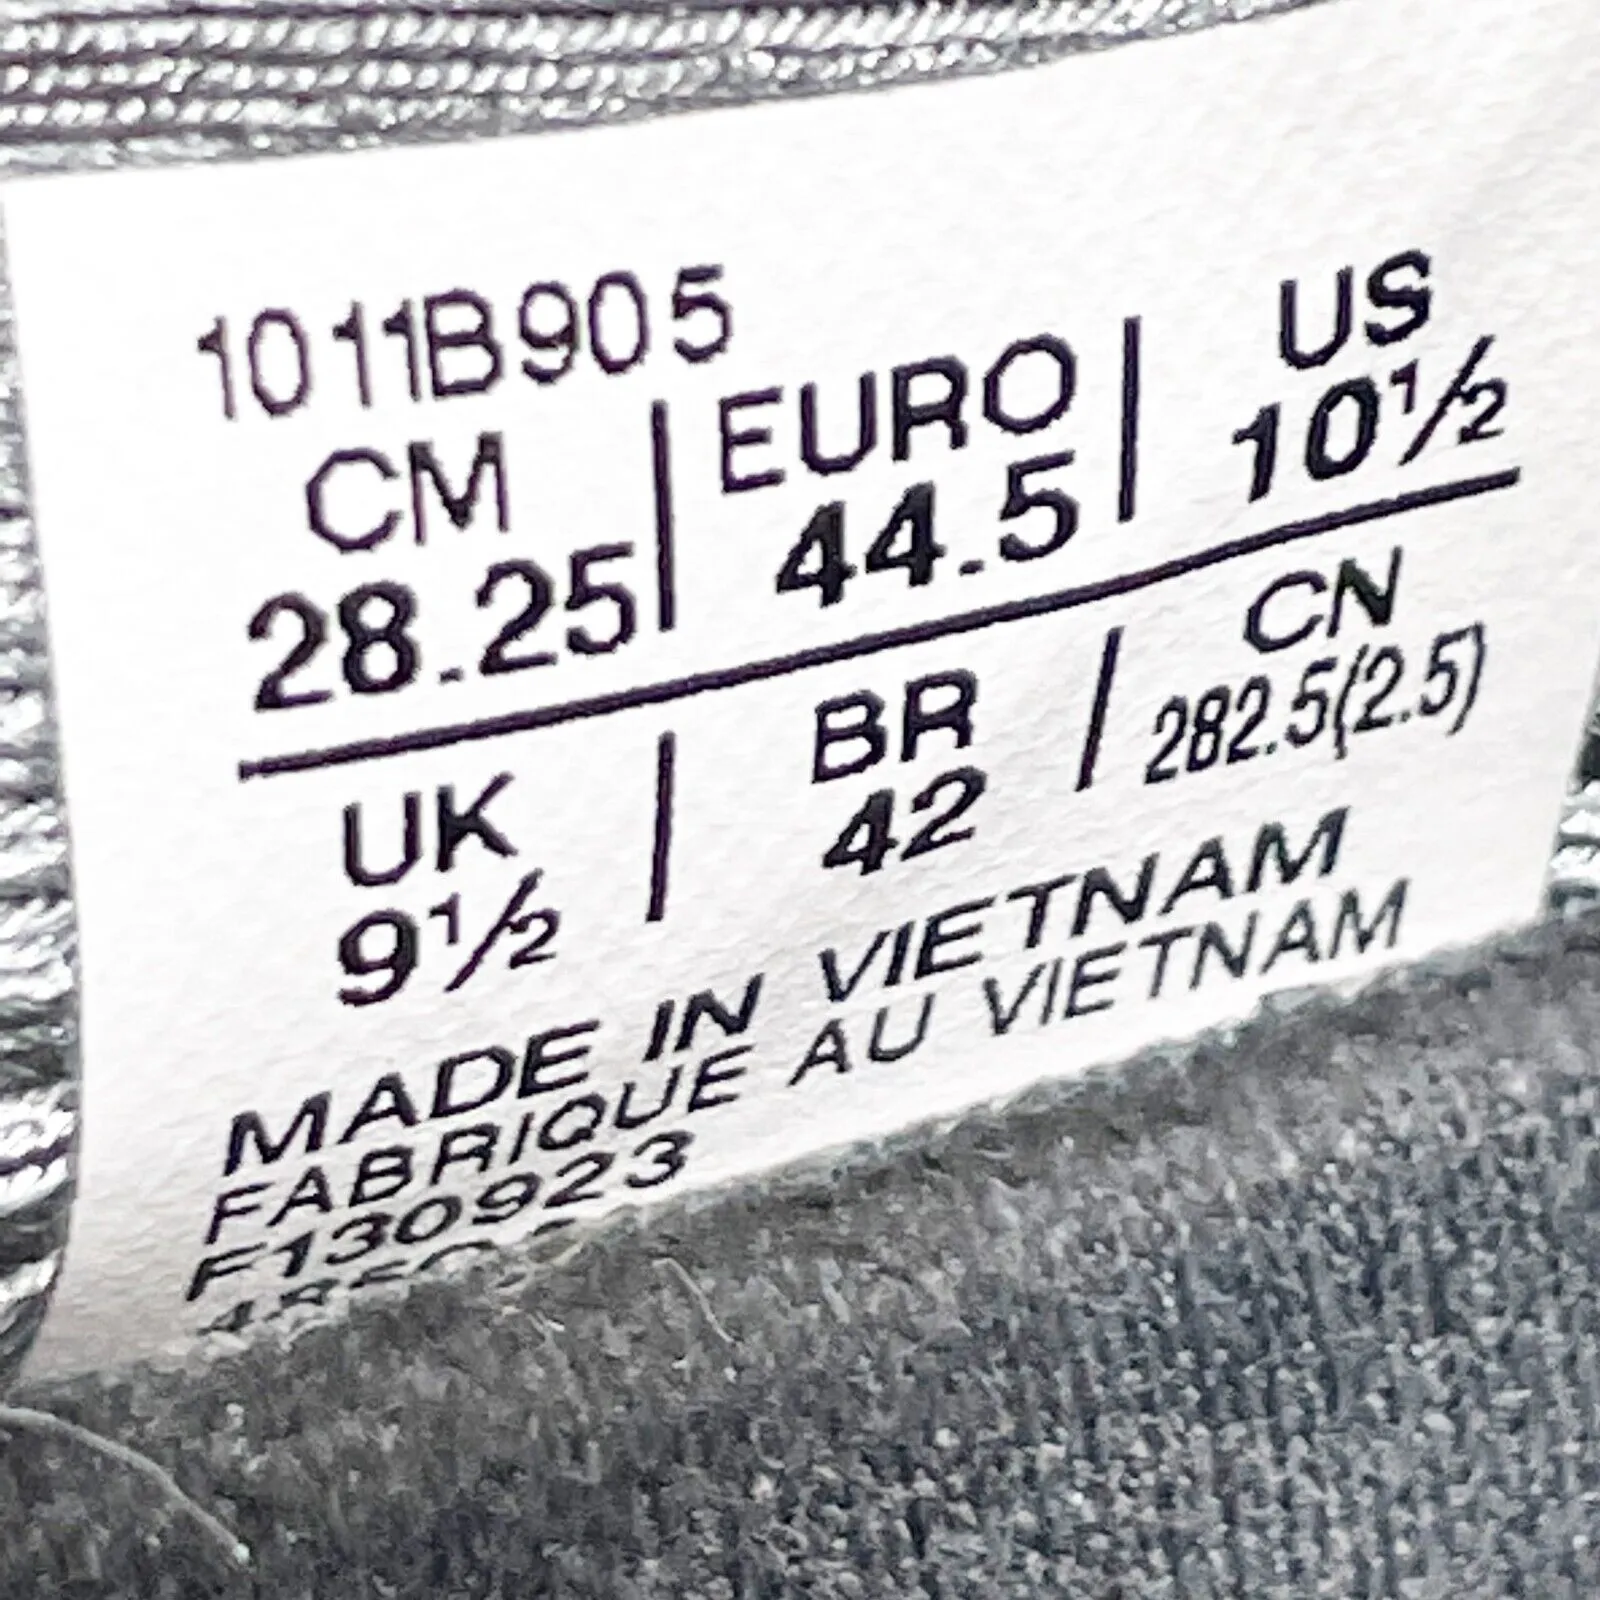 1011B905
CM | EURO | US
28.25 | 44.5 | 10½
UK | BR | CN
9½ | 42 | 282.5(2.5)
MADE IN VIETNAM
FABRIQUE AU VIETNAM
F130923